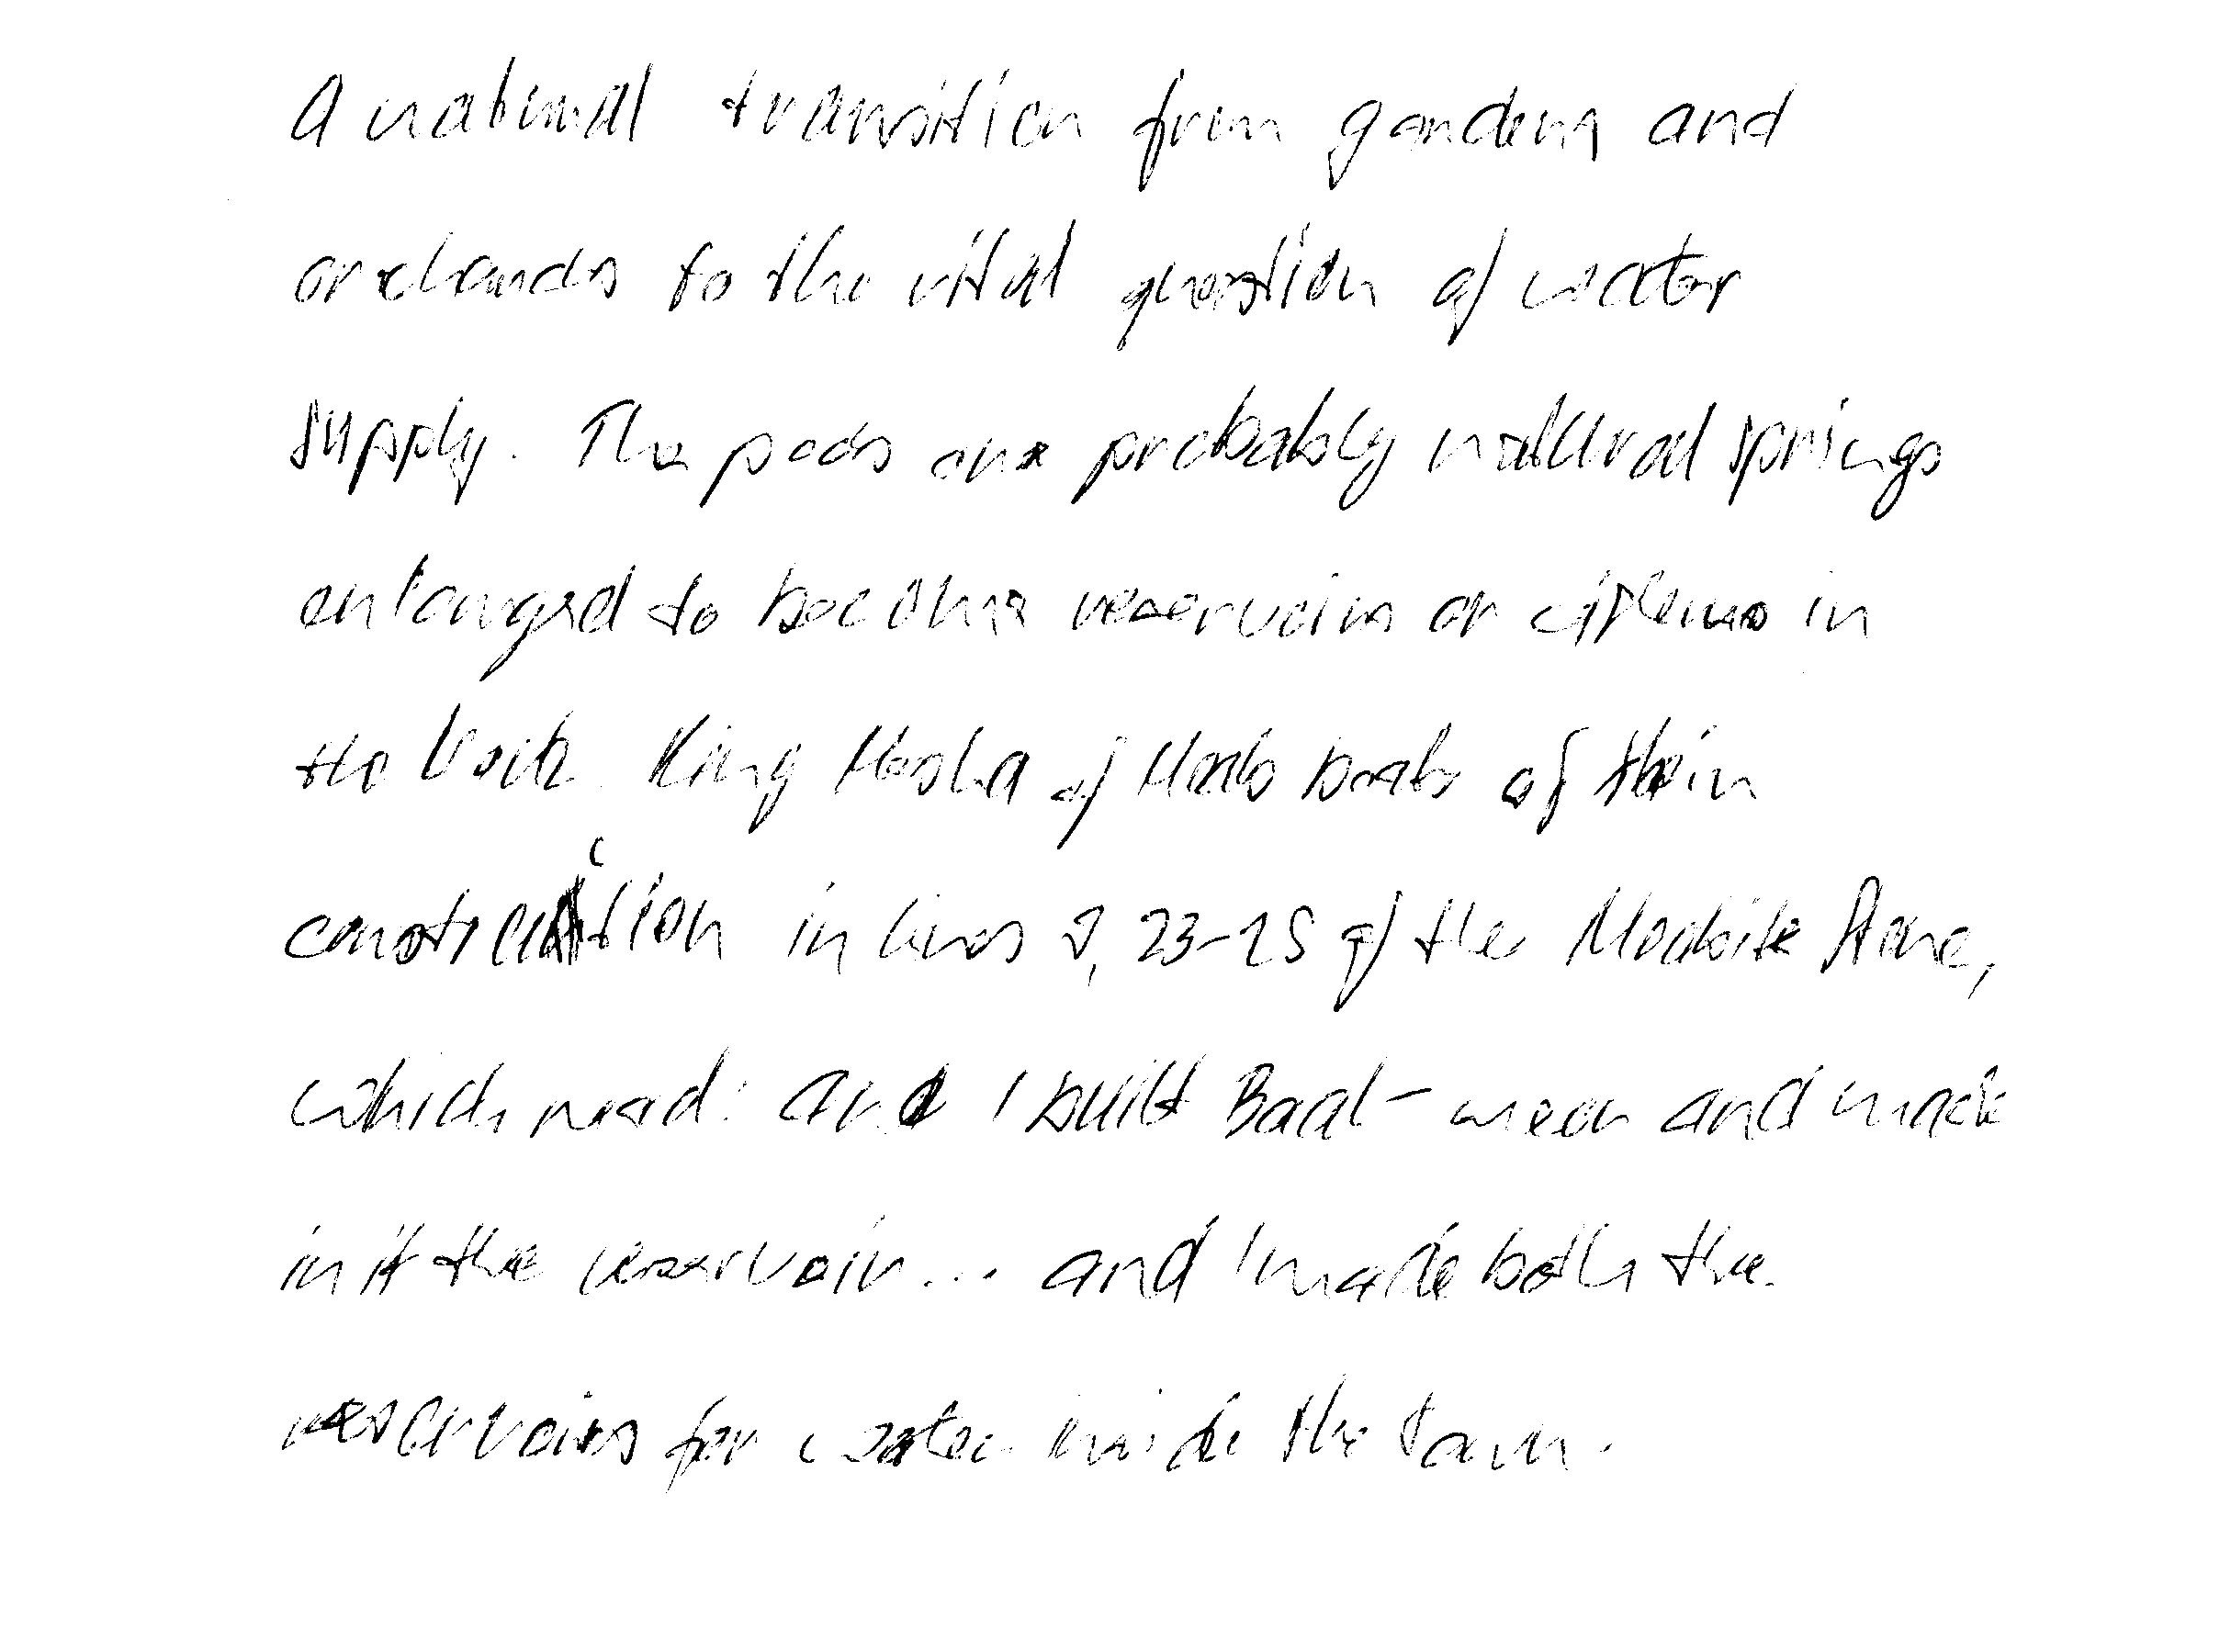 A natural transition from gardens and
orchards to the vital question of water
supply. The pools are probably natural springs
enlarged to become reservoirs or cisterns in
the rock. King Mesha of Moab boats of their
construction in lines 9, 23-25 of the Moabite Stone,
which read: and I built Baal-meon and made
in it the reservoir... and I made both the
reservoirs for water inside the town.